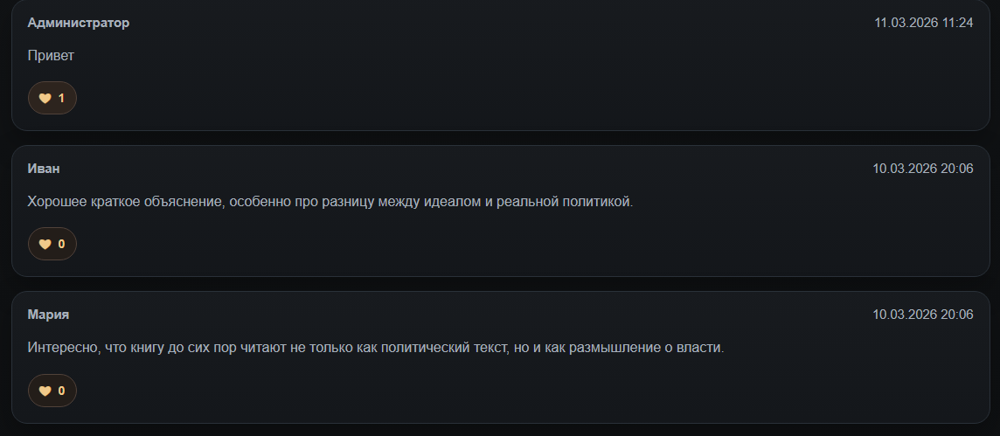 Администратор 11.03.2026 11:24
Привет
1
Иван 10.03.2026 20:06
Хорошее краткое объяснение, особенно про разницу между идеалом и реальной политикой.
0
Мария 10.03.2026 20:06
Интересно, что книгу до сих пор читают не только как политический текст, но и как размышление о власти.
0